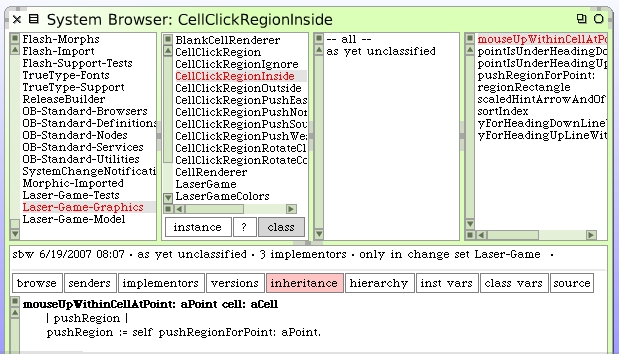 System Browser: CellClickRegionInside
Flash-Morphs
Flash-Import
Flash-Support-Tests
TrueType-Fonts
TrueType-Support
ReleaseBuilder
OB-Standard-Browsers
OB-Standard-Definitions
OB-Standard-Nodes
OB-Standard-Services
OB-Standard-Utilities
SystemChangeNotificati
Morphic-Imported
Laser-Game-Tests
Laser-Game-Graphics
Laser-Game-Model
BlankCellRenderer
CellClickRegion
CellClickRegionIgnore
CellClickRegionInside
CellClickRegionOutside
CellClickRegionPushEas
CellClickRegionPushNor
CellClickRegionPushSou
CellClickRegionPushWe
CellClickRegionRotateCl
CellClickRegionRotateCo
CellRenderer
LaserGame
LaserGameColors
instance ? class
-- all --
as yet unclassified
mouseUpWithinCellAtPo
pointIsUnderHeadingDo
pointIsUnderHeadingUp
pushRegionForPoint:
regionRectangle
scaledHintArrowAndOf
sortIndex
yForHeadingDownLineW
yForHeadingUpLineWit
sbw 6/19/2007 08:07 · as yet unclassified · 3 implementors · only in change set Laser-Game ·
browse senders implementors versions inheritance hierarchy inst vars class vars source
mouseUpWithinCellAtPoint: aPoint cell: aCell
| pushRegion |
pushRegion := self pushRegionForPoint: aPoint.